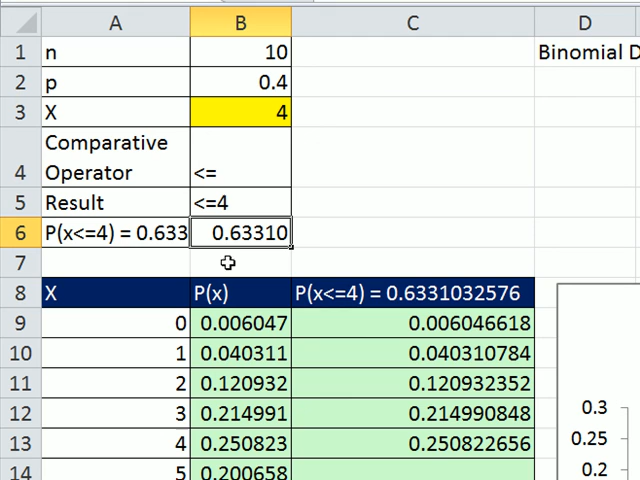 A B C D
1 n 10 Binomial D
2 p 0.4
3 X 4
Comparative
4 Operator <=
5 Result <=4
6 P(x<=4) = 0.633 0.63310
7
8 X P(x) P(x<=4) = 0.6331032576
9 0 0.006047 0.006046618
10 1 0.040311 0.040310784
11 2 0.120932 0.120932352
12 3 0.214991 0.214990848 0.3
13 4 0.250823 0.250822656 0.25
14 5 0.200658 0.2